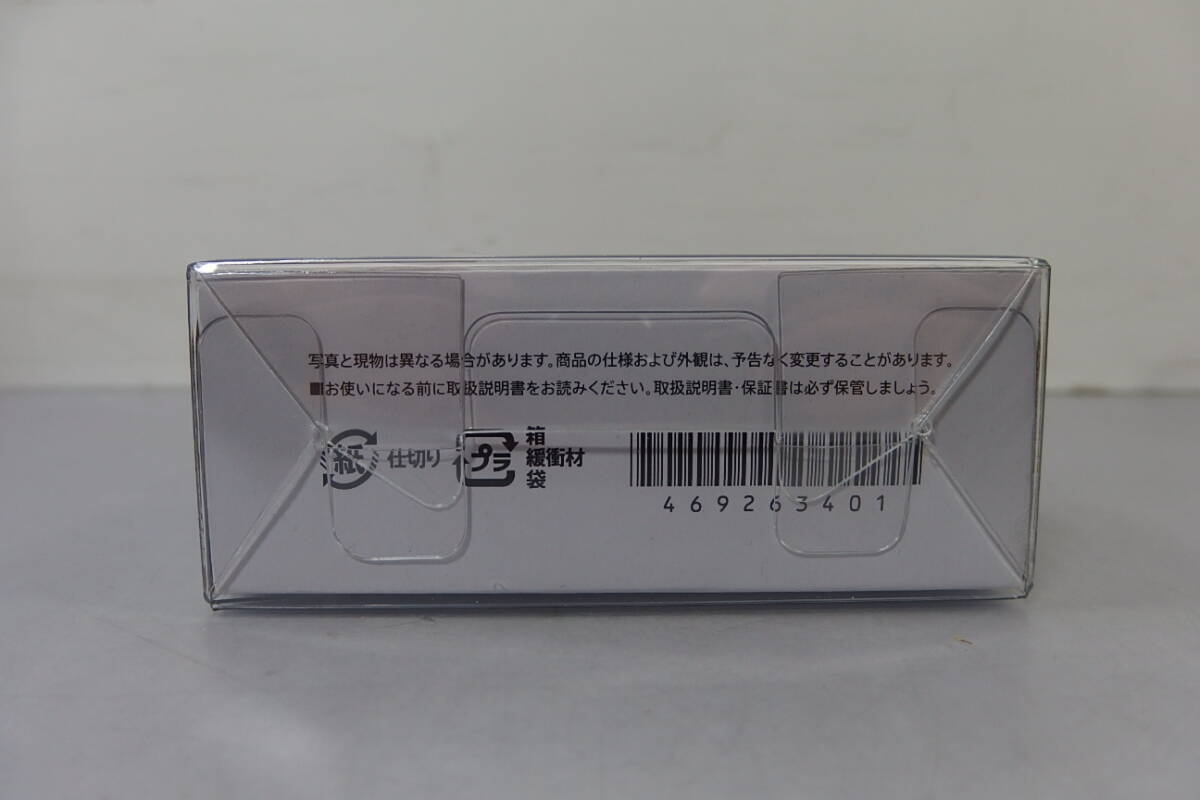 写真と現物は異なる場合があります。商品の仕様および外観は、予告なく変更することがあります。
■お使いになる前に取扱説明書をお読みください。取扱説明書・保証書は必ず保管しましょう。
紙 仕切り
プラ 箱
緩衝材
袋
469263401